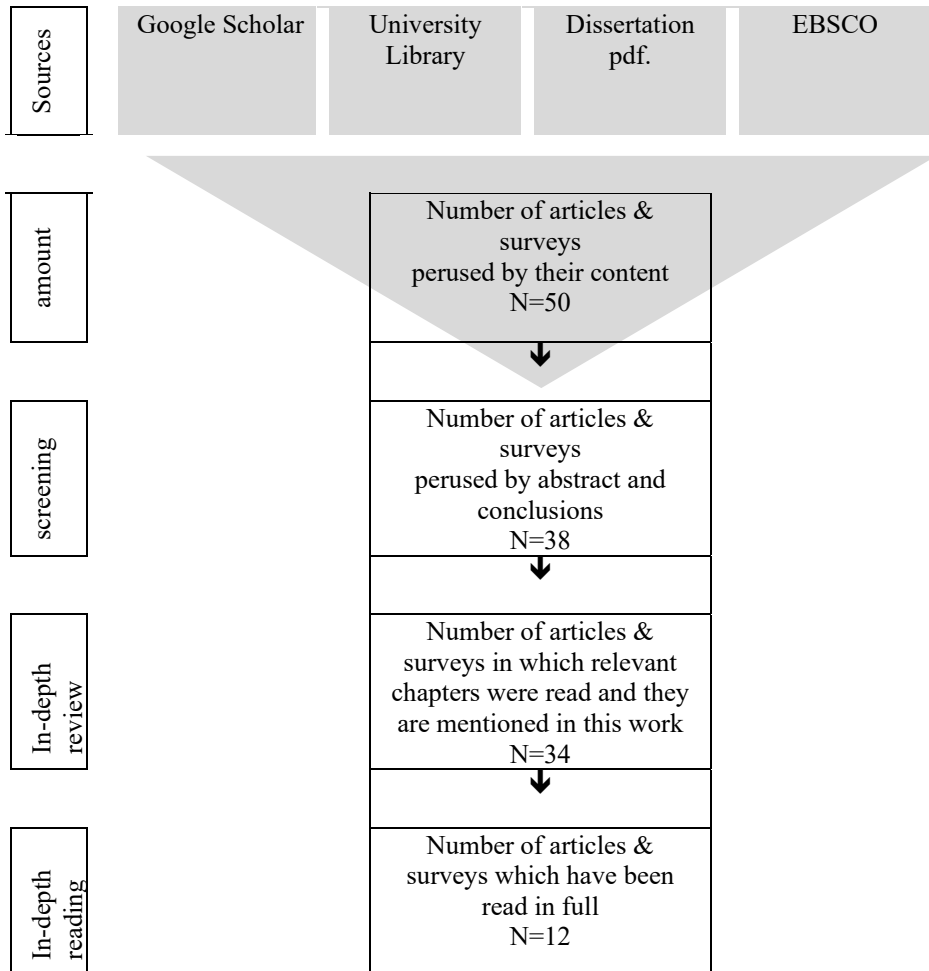 Sources
Google Scholar
University
Library
Dissertation
pdf.
EBSCO
amount
Number of articles &
surveys
perused by their content
N=50
screening
Number of articles &
surveys
perused by abstract and
conclusions
N=38
In-depth
review
Number of articles &
surveys in which relevant
chapters were read and they
are mentioned in this work
N=34
In-depth
reading
Number of articles &
surveys which have been
read in full
N=12